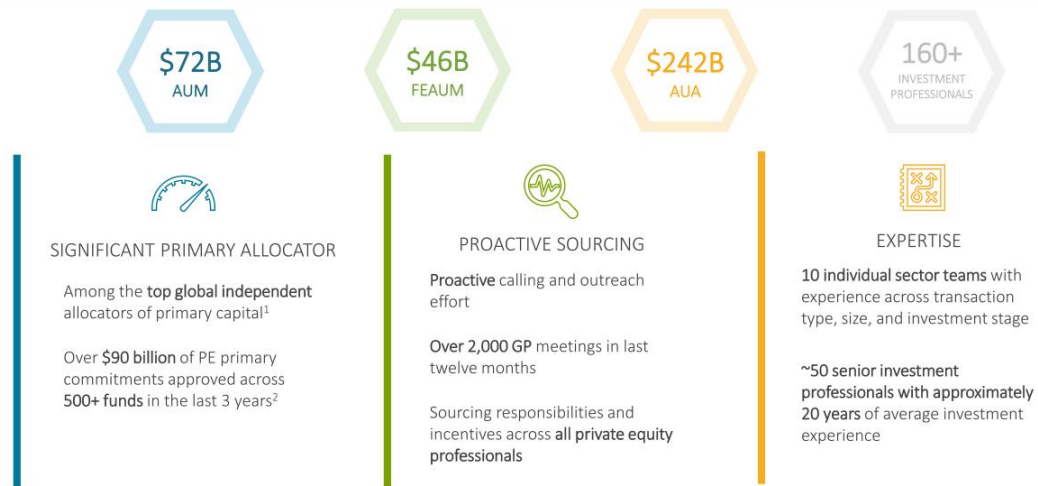 $72B
AUM
$46B
FEAUM
$242B
AUA
160+
INVESTMENT
PROFESSIONALS
SIGNIFICANT PRIMARY ALLOCATOR
Among the top global independent
allocators of primary capital¹
Over $90 billion of PE primary
commitments approved across
500+ funds in the last 3 years²
PROACTIVE SOURCING
Proactive calling and outreach
effort
Over 2,000 GP meetings in last
twelve months
Sourcing responsibilities and
incentives across all private equity
professionals
EXPERTISE
10 individual sector teams with
experience across transaction
type, size, and investment stage
~50 senior investment
professionals with approximately
20 years of average investment
experience